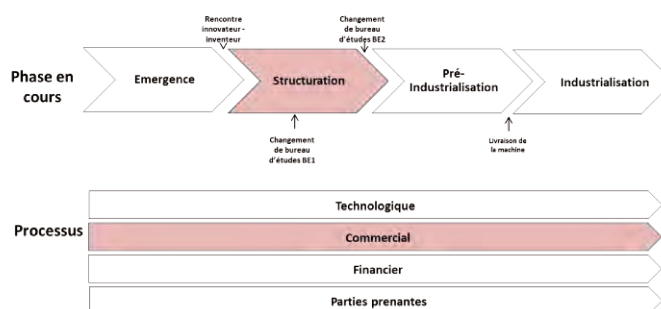 Rencontre
innovateur -
inventeur
Changement de
bureau
d'études BE2
Phase en
cours
Emergence
Structuration
Pré-
Industrialisation
Industrialisation
Changement
de bureau
d'études BE1
Livraison de
la machine
Processus
Technologique
Commercial
Financier
Parties prenantes